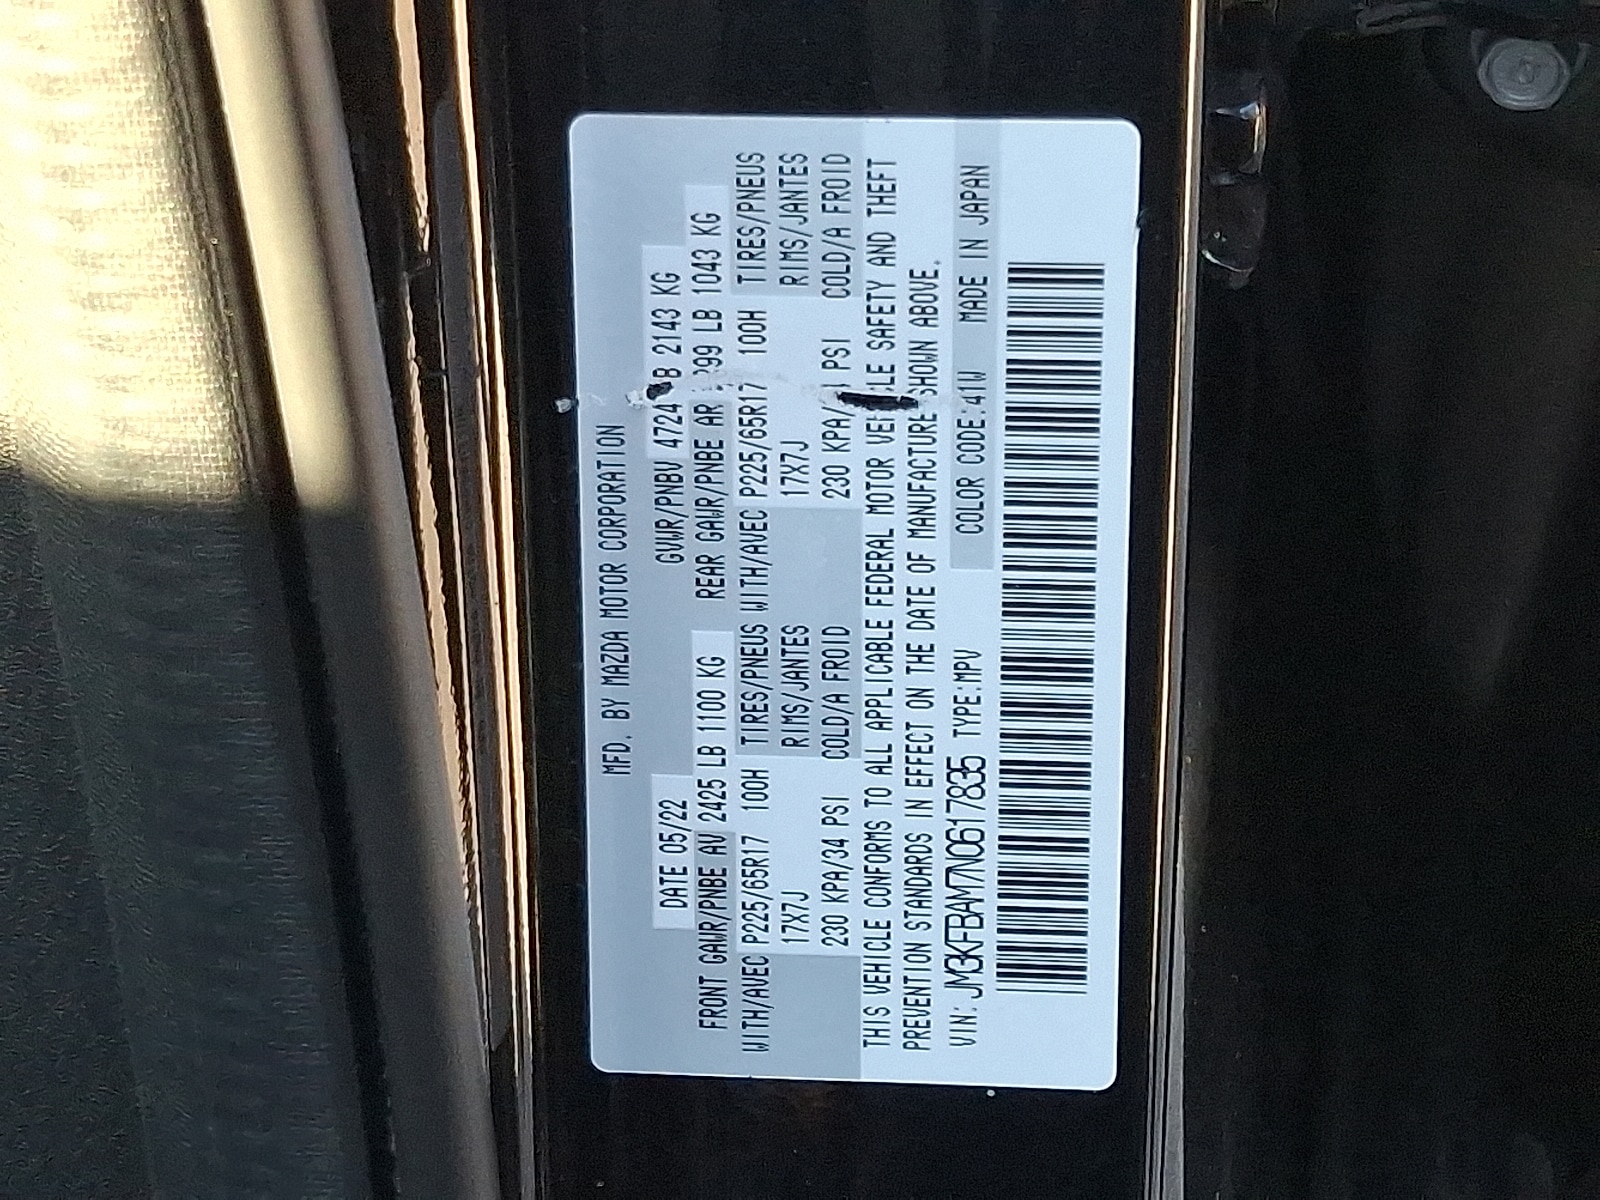 MFD. BY MAZDA MOTOR CORPORATION
DATE 05/22 GVWR/PNBV 4724 2143 KG
FRONT GAWR/PNBE AV 2425 LB 1100 KG REAR GAWR/PNBE AR LB 1043 KG
WITH/AVEC P225/65R17 100H TIRES/PNEUS WITH/AVEC P225/65R17 100H TIRES/PNEUS
17X7J RIMS/JANTES 17X7J RIMS/JANTES
230 KPA/34 PSI COLD/A FROID 230 KPA/ PSI COLD/A FROID
THIS VEHICLE CONFORMS TO ALL APPLICABLE FEDERAL MOTOR VEHICLE SAFETY AND THEFT
PREVENTION STANDARDS IN EFFECT ON THE DATE OF MANUFACTURE SHOWN ABOVE.
VIN: JM3KFBAM7N0617835 TYPE:MPV COLOR CODE:41W MADE IN JAPAN